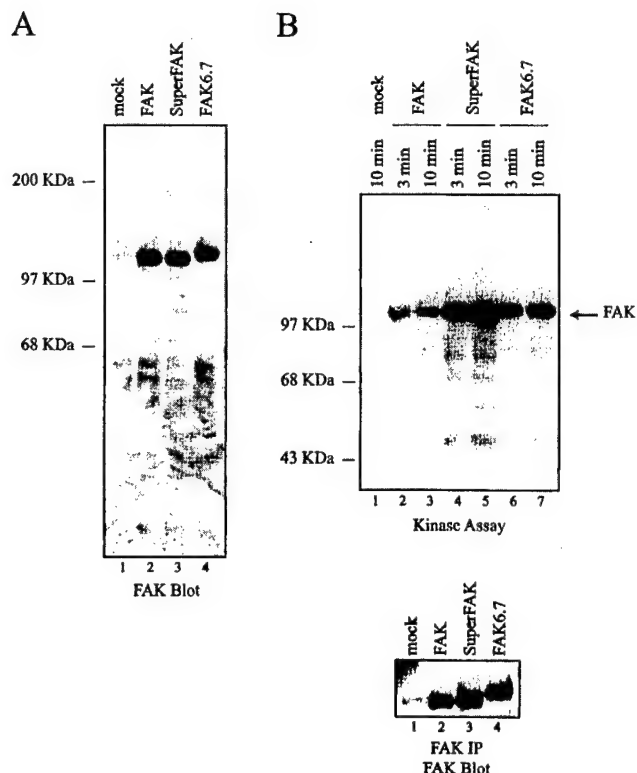 A
mock
FAK
SuperFAK
FAK6.7
200 KDa
97 KDa
68 KDa
1 2 3 4
FAK Blot
B
mock
FAK
SuperFAK
FAK6.7
10 min
3 min
10 min
3 min
10 min
3 min
10 min
97 KDa
68 KDa
43 KDa
FAK
1 2 3 4 5 6 7
Kinase Assay
mock
FAK
SuperFAK
FAK6.7
1 2 3 4
FAK IP
FAK Blot